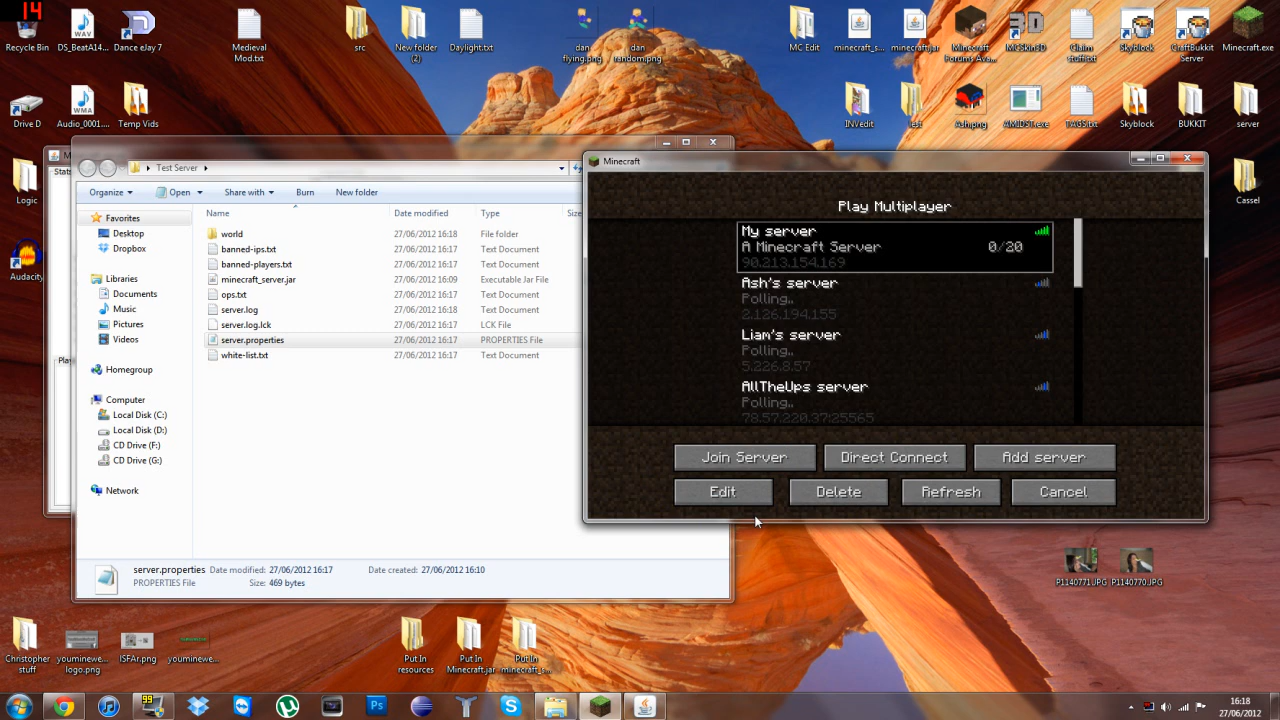 14
Recycle Bin
DS_BeatA14...
Dance eJay 7
Medieval
Mod.txt
src
New folder
(2)
Daylight.txt
dan
flying.png
dan
random.png
MC Edit
minecraft_s...
minecraft.jar
Minecraft
Forums Ava...
3D
MCSkin3D
Claim
stuff.txt
Skyblock
CraftBukkit
Server
Minecraft.exe
Drive D
Audio_0001....
Temp Vids
INVedit
Ash.png
AMIDST.exe
TAGS.txt
Skyblock
BUKKIT
server
Logic
Cassel
Audacity
Test Server
Organize
Open
Share with
Burn
New folder
Name
Date modified
Type
Size
Favorites
Desktop
Dropbox
Libraries
Documents
Music
Pictures
Videos
Homegroup
Computer
Local Disk (C:)
Local Disk (D:)
CD Drive (F:)
CD Drive (G:)
Network
world 27/06/2012 16:18 File folder
banned-ips.txt 27/06/2012 16:17 Text Document
banned-players.txt 27/06/2012 16:17 Text Document
minecraft_server.jar 27/06/2012 16:09 Executable Jar File
ops.txt 27/06/2012 16:17 Text Document
server.log 27/06/2012 16:18 Text Document
server.log.lck 27/06/2012 16:17 LCK File
server.properties 27/06/2012 16:17 PROPERTIES File
white-list.txt 27/06/2012 16:17 Text Document
server.properties Date modified: 27/06/2012 16:17 Date created: 27/06/2012 16:10
PROPERTIES File Size: 469 bytes
Minecraft
Play Multiplayer
My server
A Minecraft Server 0/20
90.213.154.169
Ash's server
Polling..
2.126.194.155
Liam's server
Polling..
5.226.8.57
AllTheUps server
Polling..
78.57.220.37:25565
Join Server
Direct Connect
Add server
Edit
Delete
Refresh
Cancel
P1140771.JPG
P1140770.JPG
Christopher
stuff
youminewe...
logo.png
ISFAr.png
youminewe...
Put In
resources
Put In
Minecraft.jar
Put In
minecraft_s...
99
Ps
16:18
27/06/2012